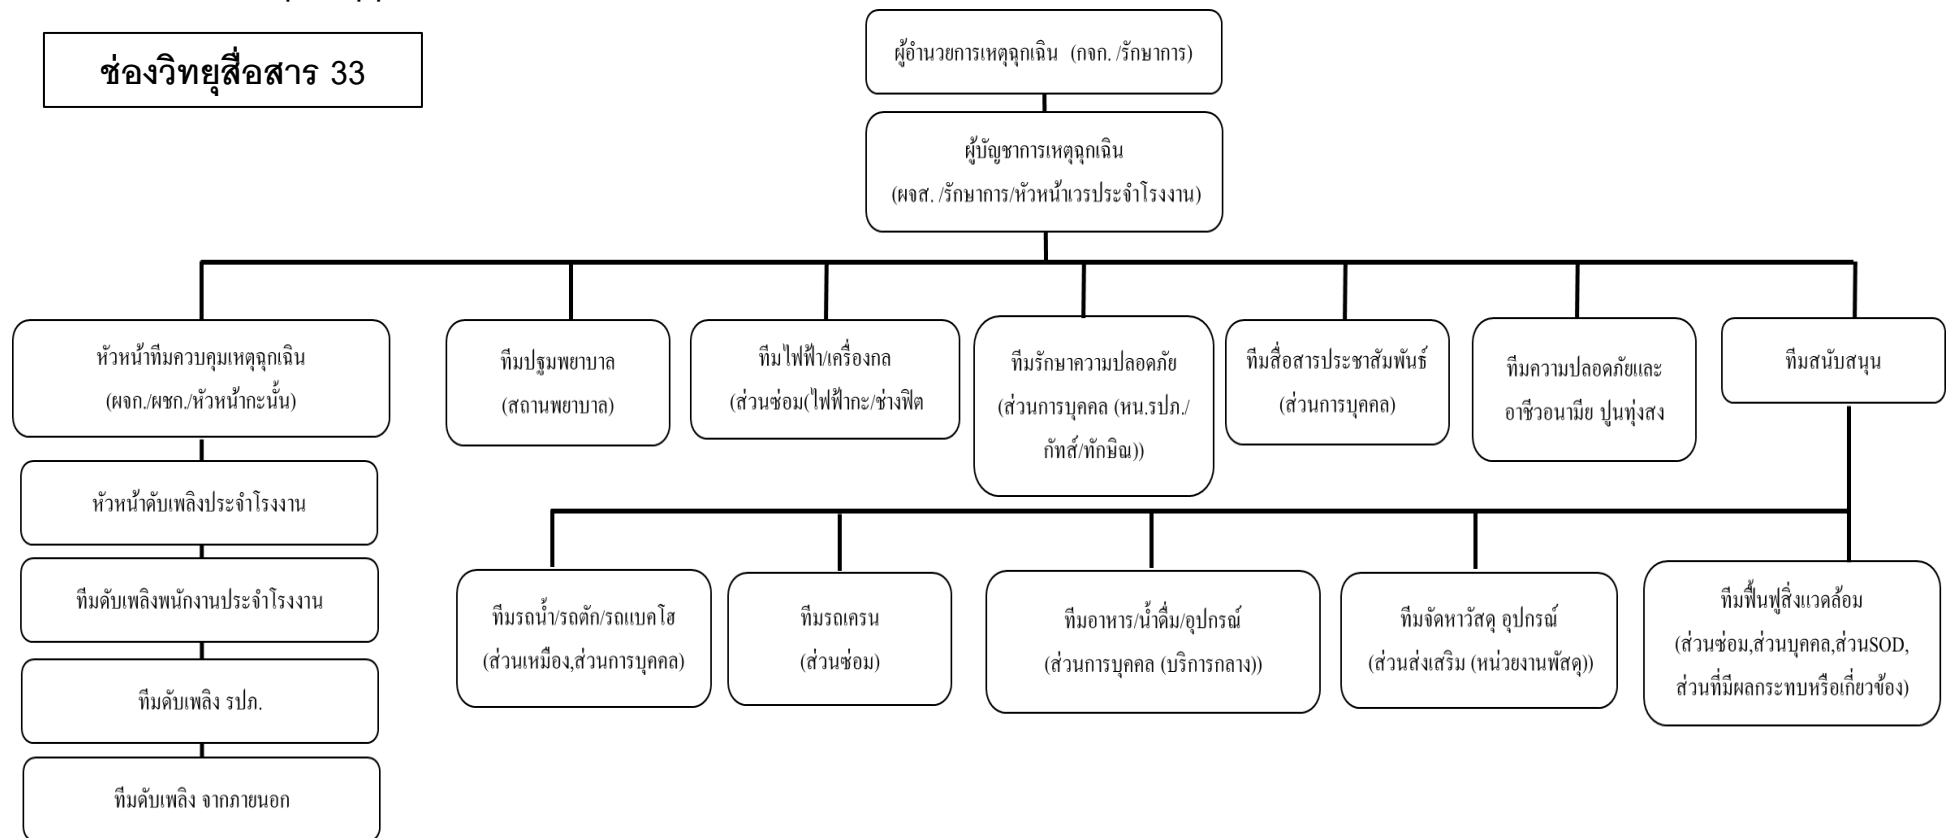 ช่องวิทยุสื่อสาร 33
ผู้อำนวยการเหตุฉุกเฉิน (กจก. /รักษาการ)
ผู้บัญชาการเหตุฉุกเฉิน
(ผจส. /รักษาการ/หัวหน้าเวรประจำโรงงาน)
หัวหน้าทีมควบคุมเหตุฉุกเฉิน
(ผจก./ผชก./หัวหน้ากะนั้น)
ทีมปฐมพยาบาล
(สถานพยาบาล)
ทีมไฟฟ้า/เครื่องกล
(ส่วนซ่อม(ไฟฟ้ากะ/ช่างฟิต
ทีมรักษาความปลอดภัย
(ส่วนการบุคคล (หน.รปภ./
กัทส์/ทักษิณ))
ทีมสื่อสารประชาสัมพันธ์
(ส่วนการบุคคล)
ทีมความปลอดภัยและ
อาชีวอนามีย ปูนทุ่งสง
ทีมสนับสนุน
หัวหน้าดับเพลิงประจำโรงงาน
ทีมดับเพลิงพนักงานประจำโรงงาน
ทีมดับเพลิง รปภ.
ทีมดับเพลิง จากภายนอก
ทีมรถน้ำ/รถตัก/รถแบคโฮ
(ส่วนเหมือง,ส่วนการบุคคล)
ทีมรถเครน
(ส่วนซ่อม)
ทีมอาหาร/น้ำดื่ม/อุปกรณ์
(ส่วนการบุคคล (บริการกลาง))
ทีมจัดหาวัสดุ อุปกรณ์
(ส่วนส่งเสริม (หน่วยงานพัสดุ))
ทีมฟื้นฟูสิ่งแวดล้อม
(ส่วนซ่อม,ส่วนบุคคล,ส่วนSOD,
ส่วนที่มีผลกระทบหรือเกี่ยวข้อง)